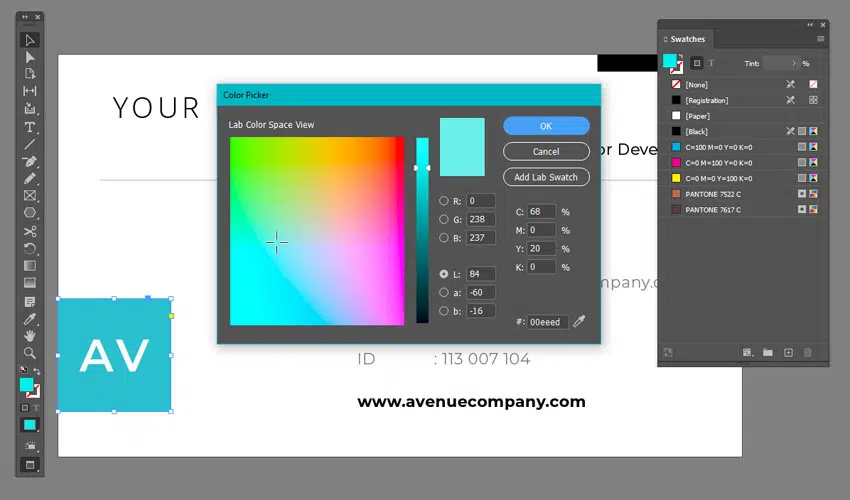 Swatches
Tint:
%
[None]
[Registration]
[Paper]
[Black]
C=100 M=0 Y=0 K=0
C=0 M=100 Y=0 K=0
C=0 M=0 Y=100 K=0
PANTONE 7522 C
PANTONE 7617 C
T
YOUR
Color Picker
Lab Color Space View
OK
Cancel
Add Lab Swatch
R: 0
G: 238
B: 237
L: 84
a: -60
b: -16
C: 68 %
M: 0 %
Y: 20 %
K: 0 %
#: 00eeed
or Deve
mpany.c
AV
ID : 113 007 104
www.avenuecompany.com